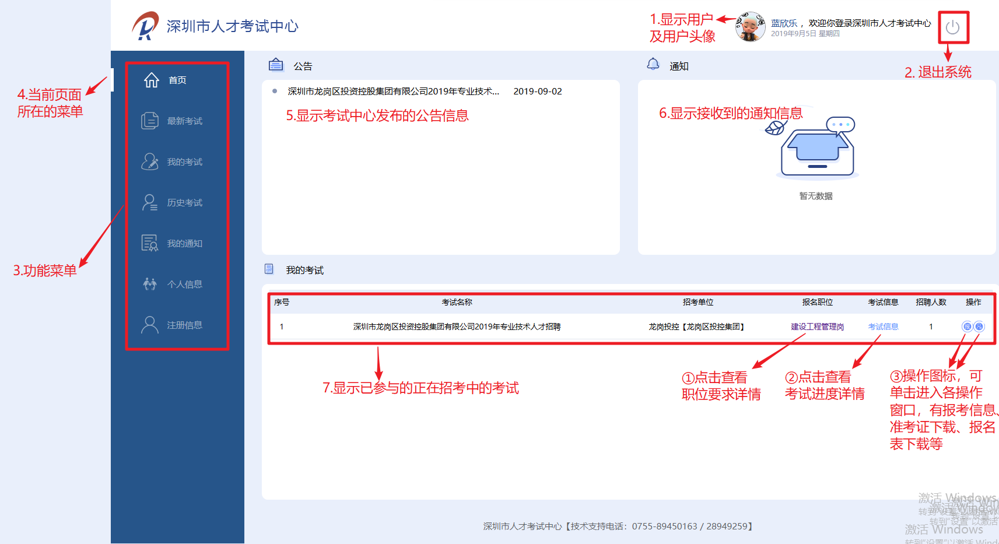 深圳市人才考试中心
1.显示用户
及用户头像
蓝欣乐 ，欢迎你登录深圳市人才考试中心
2019年9月5日 星期四
2. 退出系统
4.当前页面
所在的菜单
3.功能菜单
首页
最新考试
我的考试
历史考试
我的通知
个人信息
注册信息
公告
深圳市龙岗区投资控股集团有限公司2019年专业技术... 2019-09-02
5.显示考试中心发布的公告信息
通知
6.显示接收到的通知信息
暂无数据
我的考试
序号 考试名称 招考单位 报名职位 考试信息 招聘人数 操作
1 深圳市龙岗区投资控股集团有限公司2019年专业技术人才招聘 龙岗投控【龙岗区投控集团】 建设工程管理岗 考试信息 1 报
7.显示已参与的正在招考中的考试
①点击查看
职位要求详情
②点击查看
考试进度详情
③操作图标，可
单击进入各操作
窗口，有报考信息、
准考证下载、报名
表下载等
深圳市人才考试中心【技术支持电话：0755-89450163 / 28949259】
激活 Windows
激活 Windows